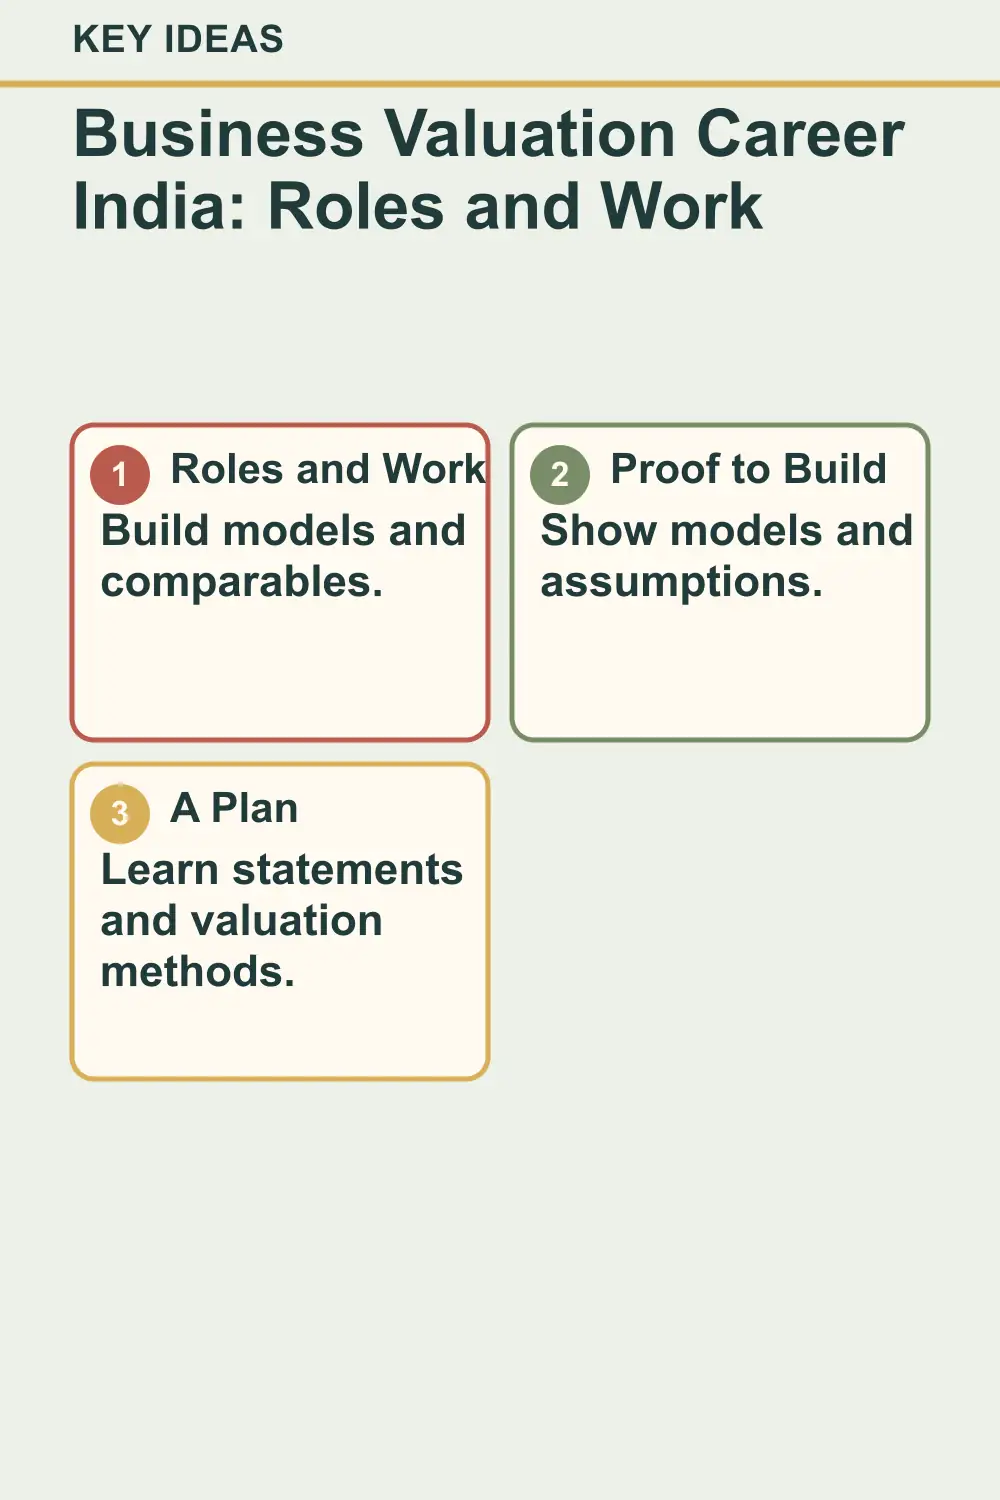 KEY IDEAS
Business Valuation Career
India: Roles and Work
1 Roles and Work
Build models and
comparables.
2 Proof to Build
Show models and
assumptions.
3 A Plan
Learn statements
and valuation
methods.